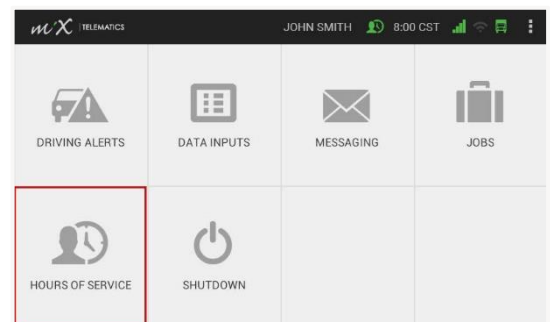 MiX TELEMATICS JOHN SMITH 8:00 CST
DRIVING ALERTS DATA INPUTS MESSAGING JOBS
HOURS OF SERVICE SHUTDOWN